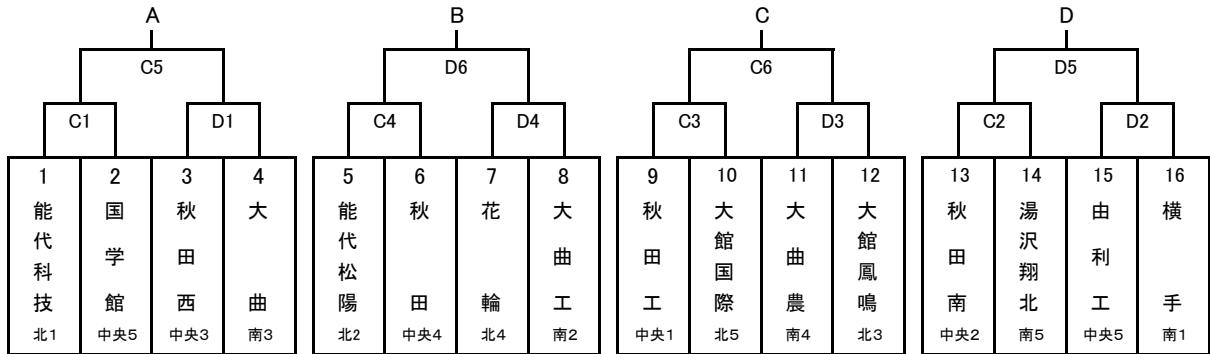 A B C D
C5 D6 C6 D5
C1 D1 C4 D4 C3 D3 C2 D2
1 2 3 4 5 6 7 8 9 10 11 12 13 14 15 16
能代科技
国学館
秋田西
大曲
能代松陽
秋田
花輪
大曲工
秋田工
大館国際
大曲農
大館鳳鳴
秋田南
湯沢翔北
由利工
横手
北1 中央5 中央3 南3 北2 中央4 北4 南2 中央1 北5 南4 北3 中央2 南5 中央5 南1